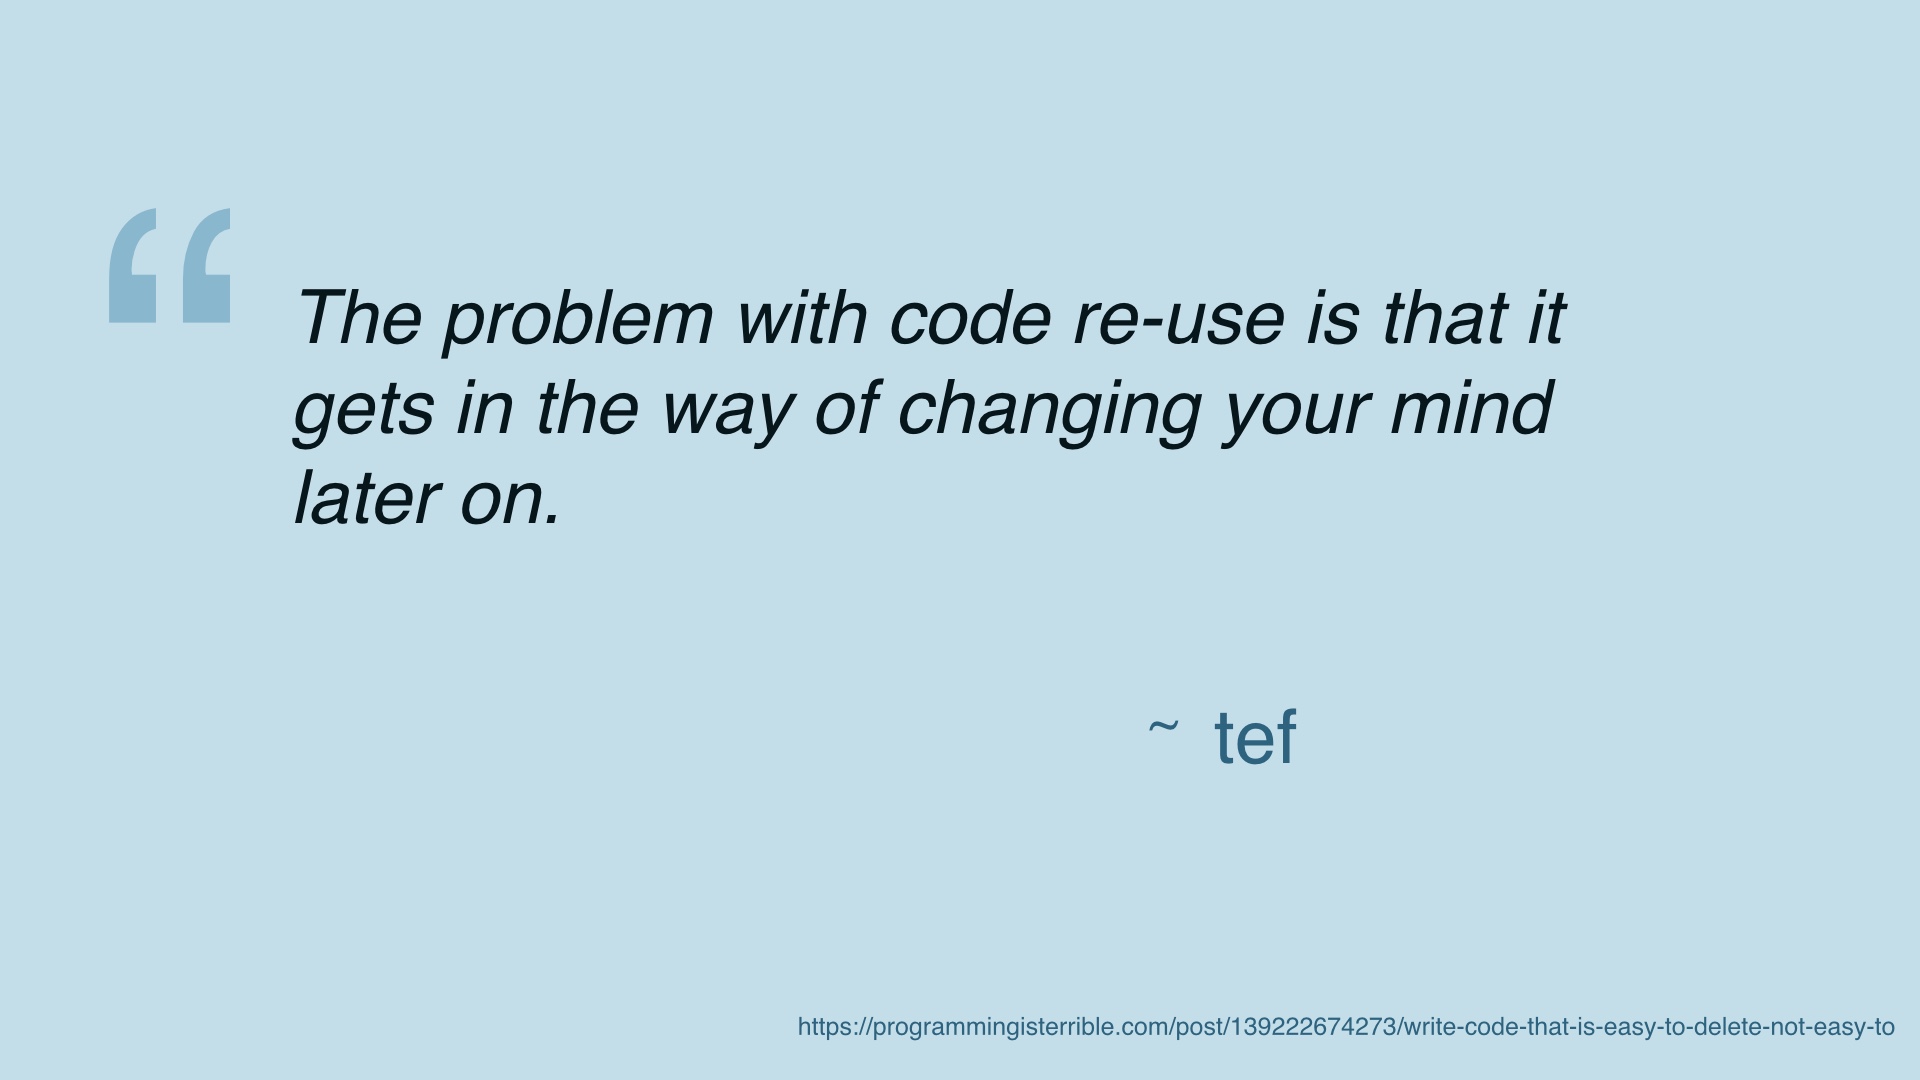 “
The problem with code re-use is that it
gets in the way of changing your mind
later on.
~ tef
https://programmingisterrible.com/post/139222674273/write-code-that-is-easy-to-delete-not-easy-to